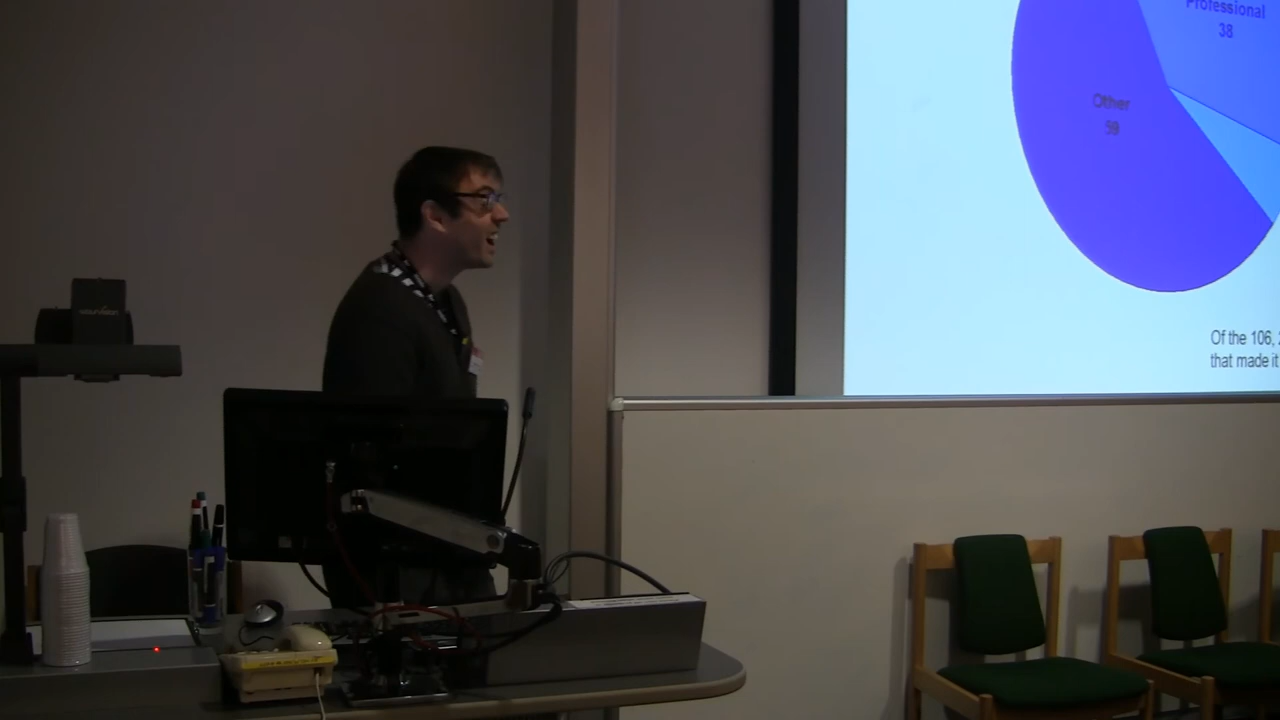 Professional
38
Other
59
Of the 106,
that made it